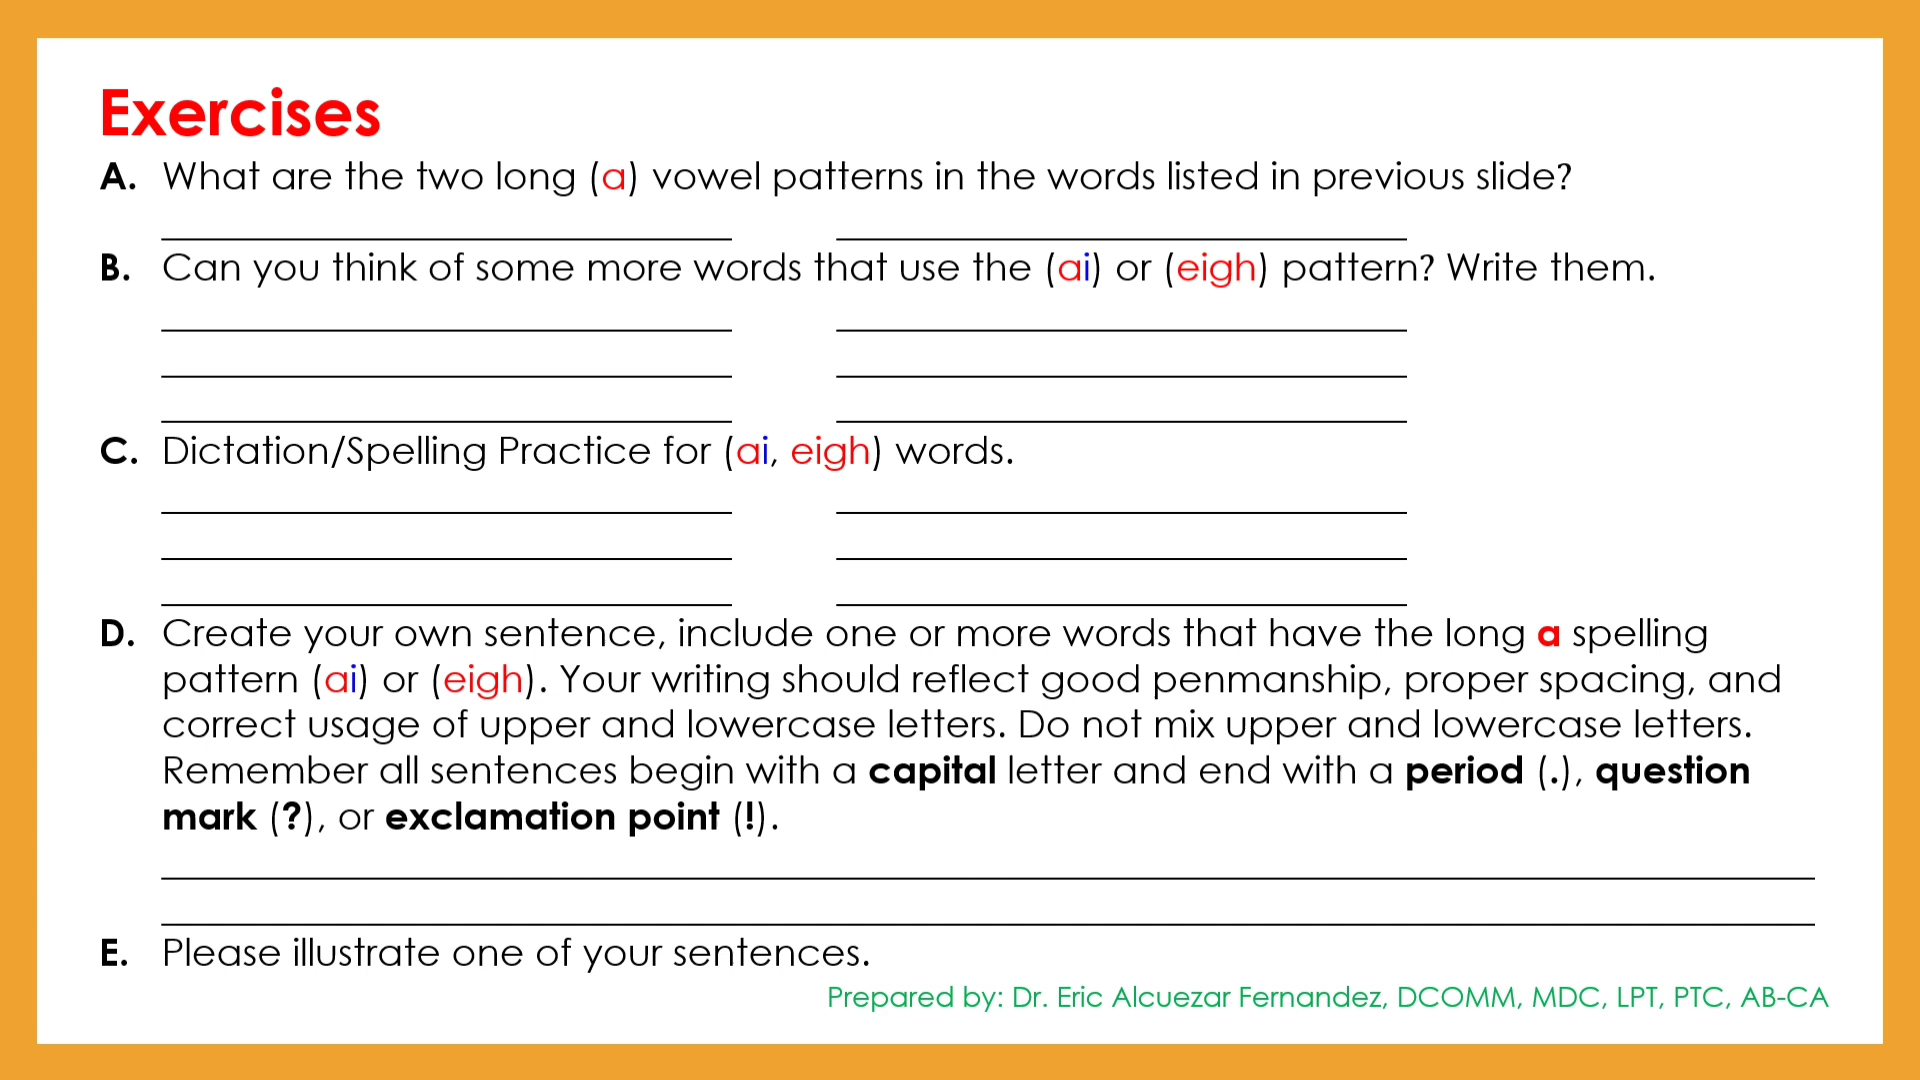 Exercises
A. What are the two long (a) vowel patterns in the words listed in previous slide?
B. Can you think of some more words that use the (ai) or (eigh) pattern? Write them.
C. Dictation/Spelling Practice for (ai, eigh) words.
D. Create your own sentence, include one or more words that have the long a spelling
pattern (ai) or (eigh). Your writing should reflect good penmanship, proper spacing, and
correct usage of upper and lowercase letters. Do not mix upper and lowercase letters.
Remember all sentences begin with a capital letter and end with a period (.), question
mark (?), or exclamation point (!).
E. Please illustrate one of your sentences.
Prepared by: Dr. Eric Alcuezar Fernandez, DCOMM, MDC, LPT, PTC, AB-CA